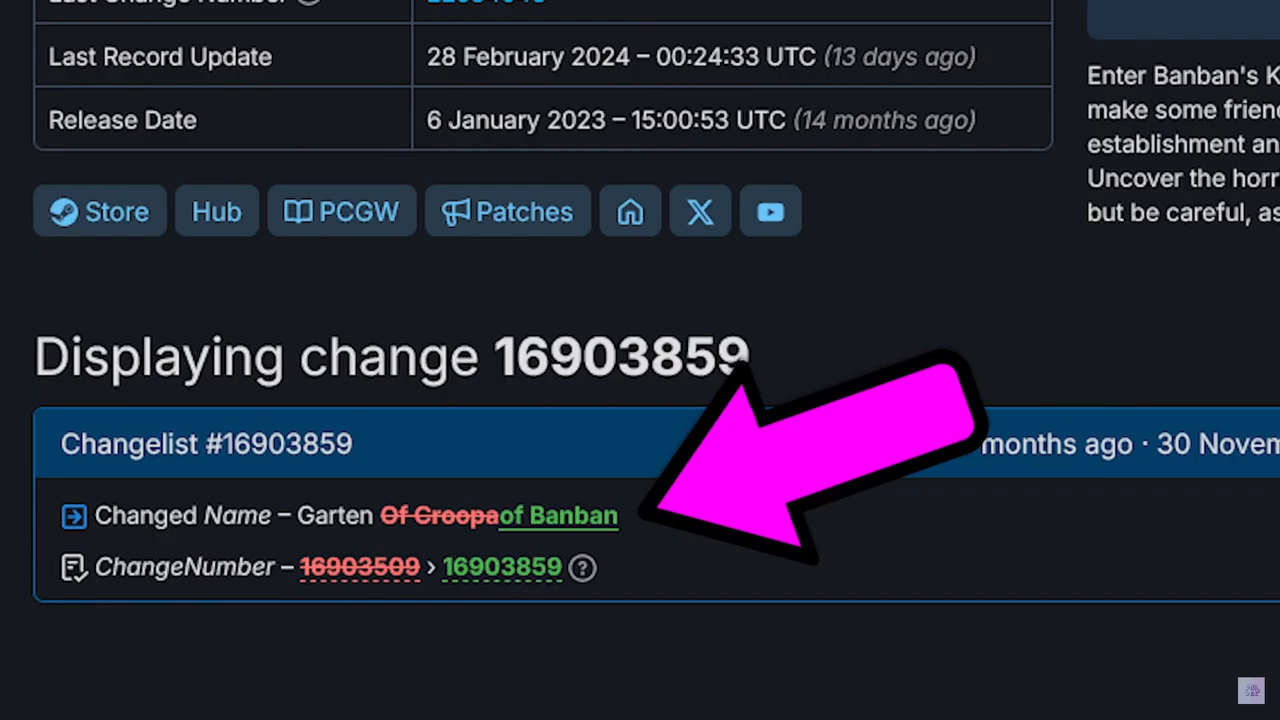 Last Change Number
Last Record Update 28 February 2024 – 00:24:33 UTC (13 days ago)
Release Date 6 January 2023 – 15:00:53 UTC (14 months ago)
Store Hub PCGW Patches
Enter Banban's K
make some frien
establishment an
Uncover the horr
but be careful, as
Displaying change 16903859
Changelist #16903859 months ago · 30 Novem
Changed Name – Garten Of Croopaof Banban
ChangeNumber – 16903509 › 16903859 ?